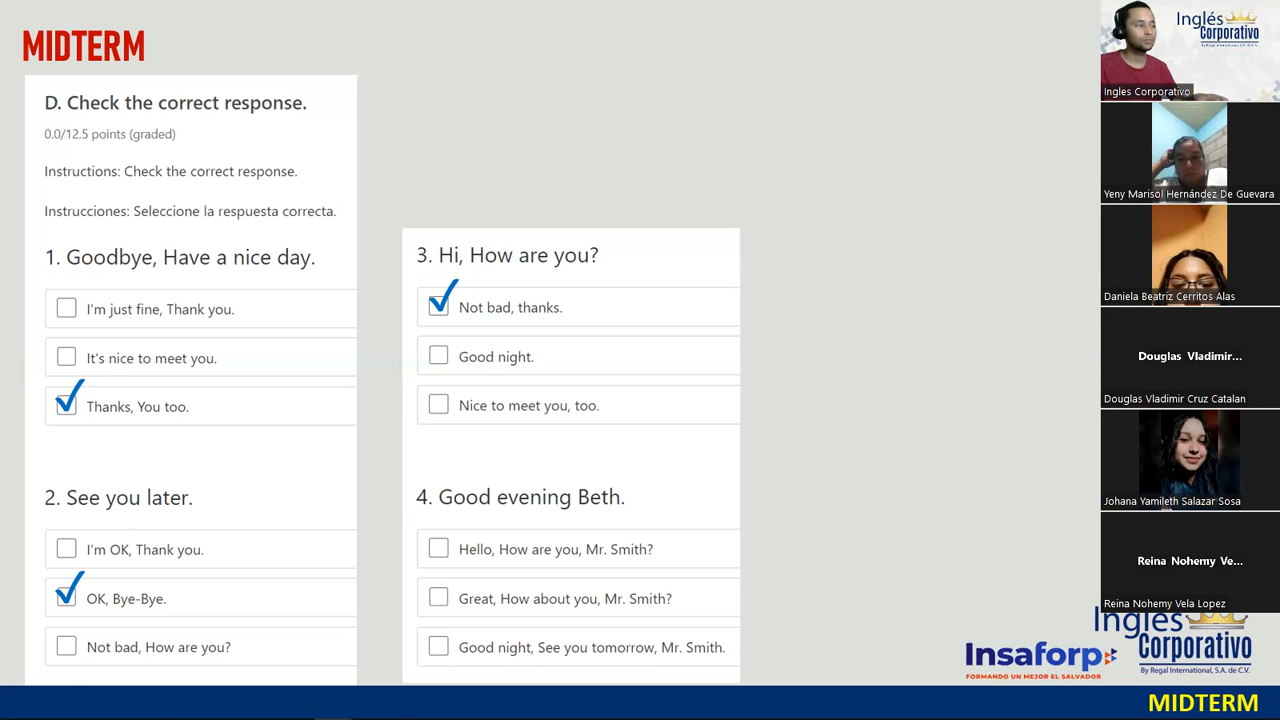 MIDTERM
D. Check the correct response.
0.0/12.5 points (graded)
Instructions: Check the correct response.
Instrucciones: Seleccione la respuesta correcta.
1. Goodbye, Have a nice day.
I'm just fine, Thank you.
It's nice to meet you.
Thanks, You too.
2. See you later.
I'm OK, Thank you.
OK, Bye-Bye.
Not bad, How are you?
3. Hi, How are you?
Not bad, thanks.
Good night.
Nice to meet you, too.
4. Good evening Beth.
Hello, How are you, Mr. Smith?
Great, How about you, Mr. Smith?
Good night, See you tomorrow, Mr. Smith.
Inglés
Corporativo
By Regal International, S.A. de C.V.
Ingles Corporativo
Yeny Marisol Hernández De Guevara
Daniela Beatriz Cerritos Alas
Douglas Vladimir...
Douglas Vladimir Cruz Catalan
Johana Yamileth Salazar Sosa
Reina Nohemy Ve...
Reina Nohemy Vela Lopez
Insaforp
FORMANDO UN MEJOR EL SALVADOR
Inglés
Corporativo
By Regal International, S.A. de C.V.
MIDTERM